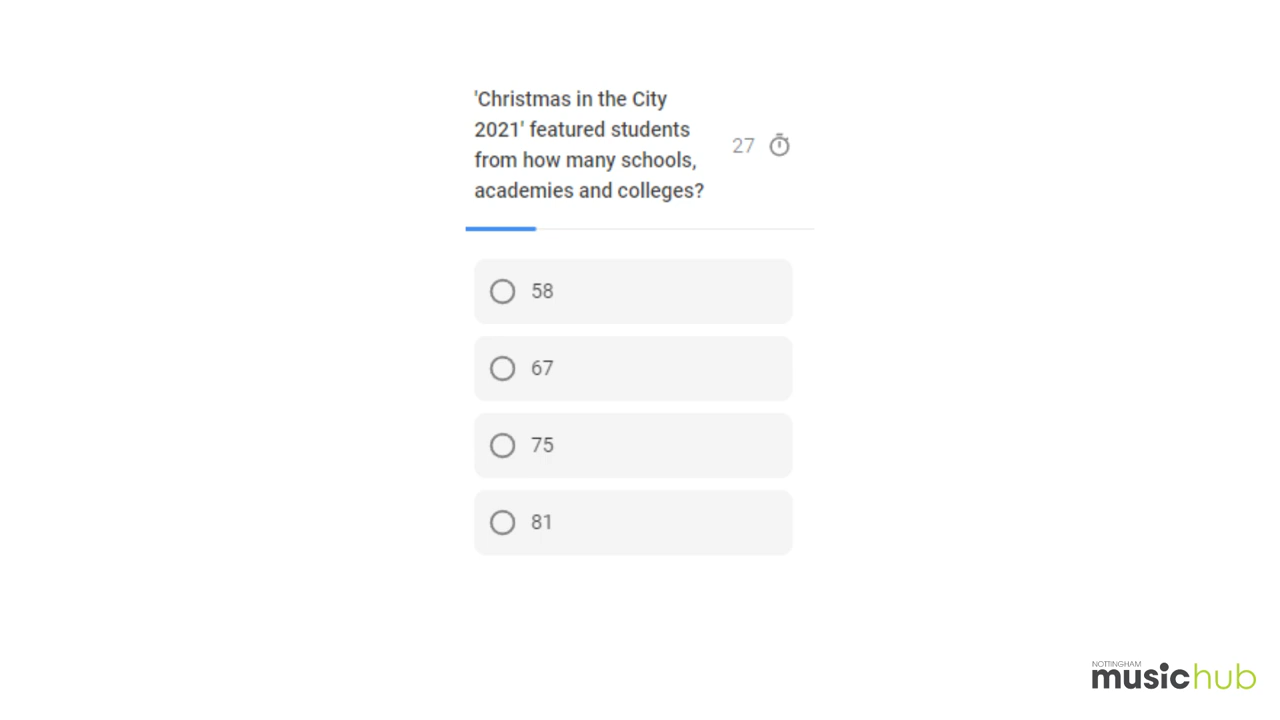 'Christmas in the City
2021' featured students
from how many schools,
academies and colleges?
27
58
67
75
81
NOTTINGHAM
musichub